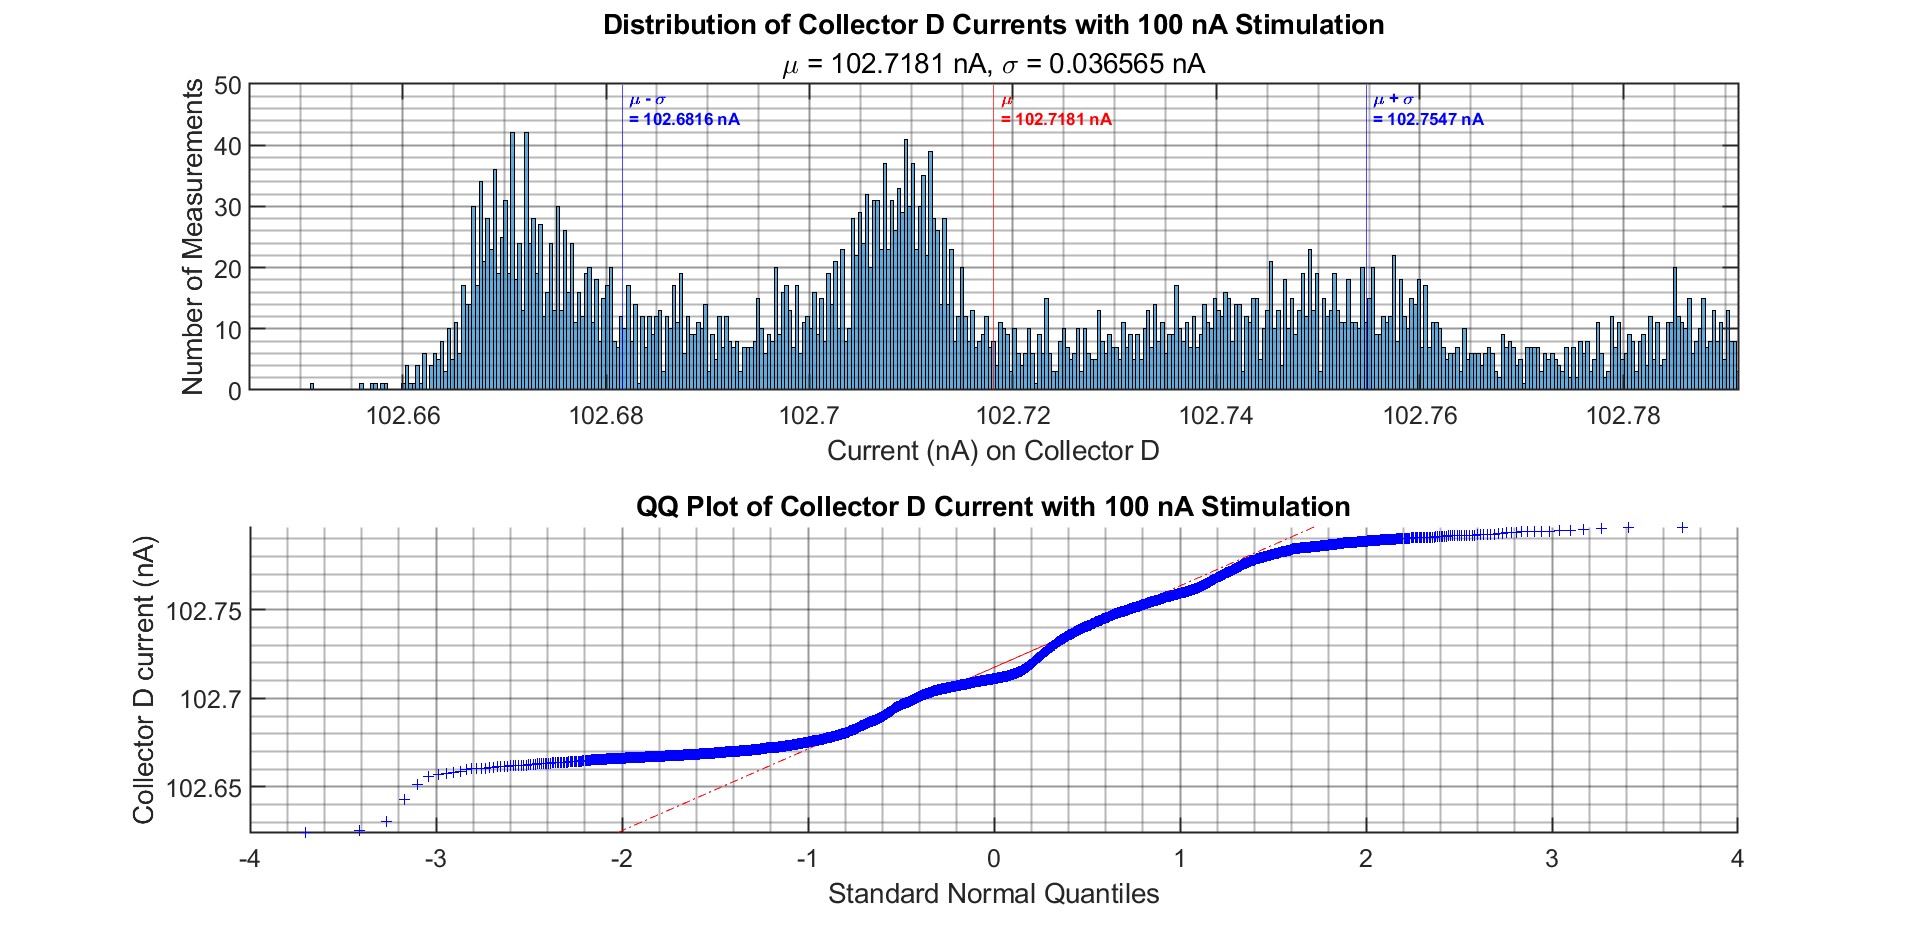 Distribution of Collector D Currents with 100 nA Stimulation
μ = 102.7181 nA, σ = 0.036565 nA
Number of Measurements
50
40
30
20
10
0
μ - σ
= 102.6816 nA
μ
= 102.7181 nA
μ + σ
= 102.7547 nA
102.66 102.68 102.7 102.72 102.74 102.76 102.78
Current (nA) on Collector D
QQ Plot of Collector D Current with 100 nA Stimulation
Collector D current (nA)
102.75
102.7
102.65
-4 -3 -2 -1 0 1 2 3 4
Standard Normal Quantiles